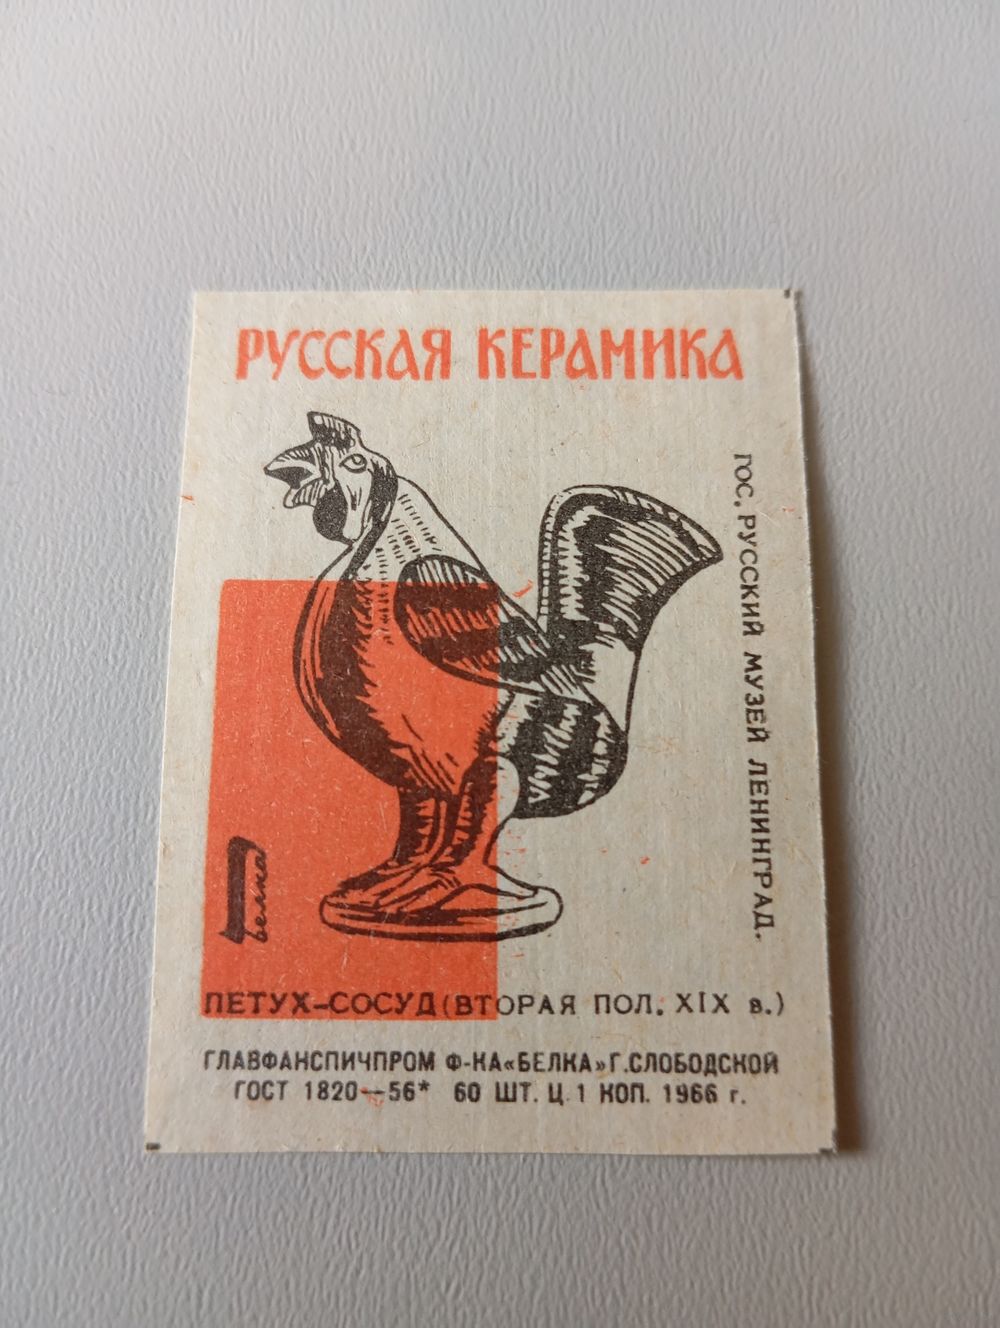 РУССКАЯ КЕРАМИКА
ГОС. РУССКИЙ МУЗЕЙ ЛЕНИНГРАД.
белка
ПЕТУХ-СОСУД (ВТОРАЯ ПОЛ. XIX в.)
ГЛАВФАНСПИЧПРОМ Ф-КА «БЕЛКА» Г. СЛОБОДСКОЙ
ГОСТ 1820—56* 60 ШТ. Ц. 1 КОП. 1966 г.